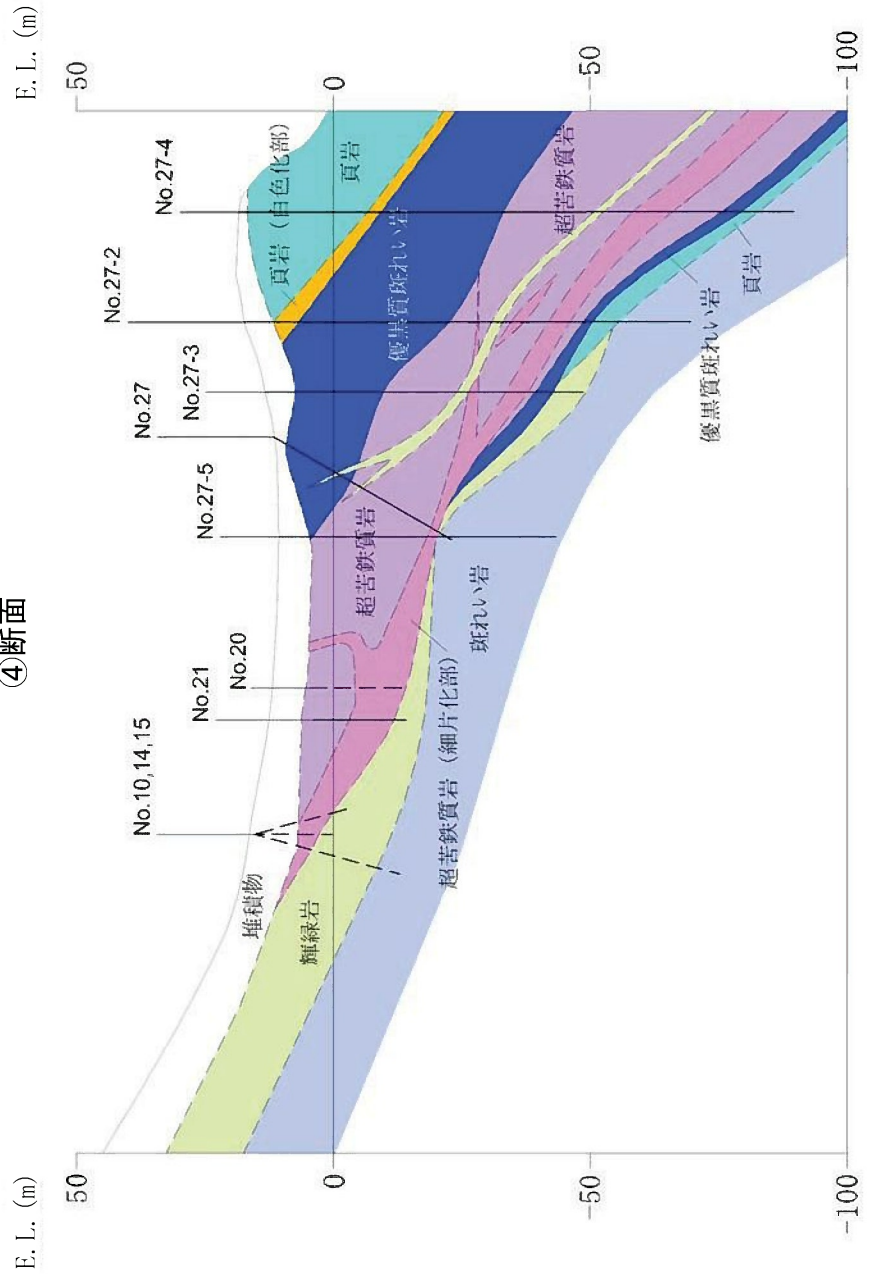 ④断面
E.L. (m)
E.L. (m)
50
0
-50
-100
50
0
-50
-100
No.10,14,15
No.21
No.20
No.27-5
No.27
No.27-3
No.27-2
No.27-4
堆積物
輝緑岩
超苦鉄質岩
優黒質斑れい岩
頁岩（白色化部）
頁岩
超苦鉄質岩
超苦鉄質岩（細片化部）
斑れい岩
優黒質斑れい岩
頁岩